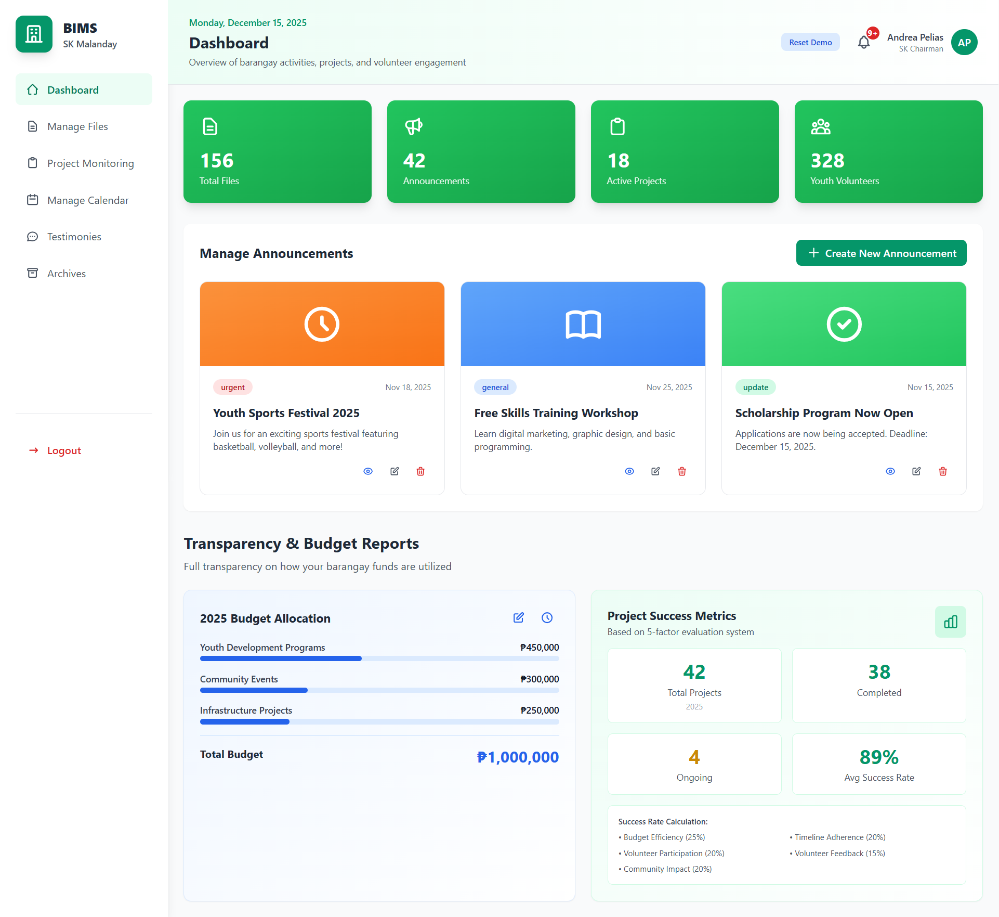 BIMS
SK Malanday
Dashboard
Manage Files
Project Monitoring
Manage Calendar
Testimonies
Archives
Logout
Monday, December 15, 2025
Dashboard
Overview of barangay activities, projects, and volunteer engagement
Reset Demo
9+
Andrea Pelias
SK Chairman
AP
156
Total Files
42
Announcements
18
Active Projects
328
Youth Volunteers
Manage Announcements
Create New Announcement
urgent
Nov 18, 2025
Youth Sports Festival 2025
Join us for an exciting sports festival featuring
basketball, volleyball, and more!
general
Nov 25, 2025
Free Skills Training Workshop
Learn digital marketing, graphic design, and basic
programming.
update
Nov 15, 2025
Scholarship Program Now Open
Applications are now being accepted. Deadline:
December 15, 2025.
Transparency & Budget Reports
Full transparency on how your barangay funds are utilized
2025 Budget Allocation
Youth Development Programs
₱450,000
Community Events
₱300,000
Infrastructure Projects
₱250,000
Total Budget
₱1,000,000
Project Success Metrics
Based on 5-factor evaluation system
42
Total Projects
2025
38
Completed
4
Ongoing
89%
Avg Success Rate
Success Rate Calculation:
• Budget Efficiency (25%)
• Timeline Adherence (20%)
• Volunteer Participation (20%)
• Volunteer Feedback (15%)
• Community Impact (20%)